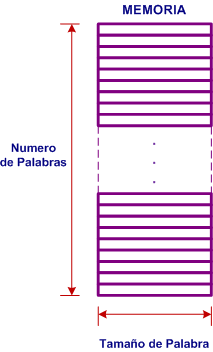 MEMORIA
Numero
de Palabras
Tamaño de Palabra